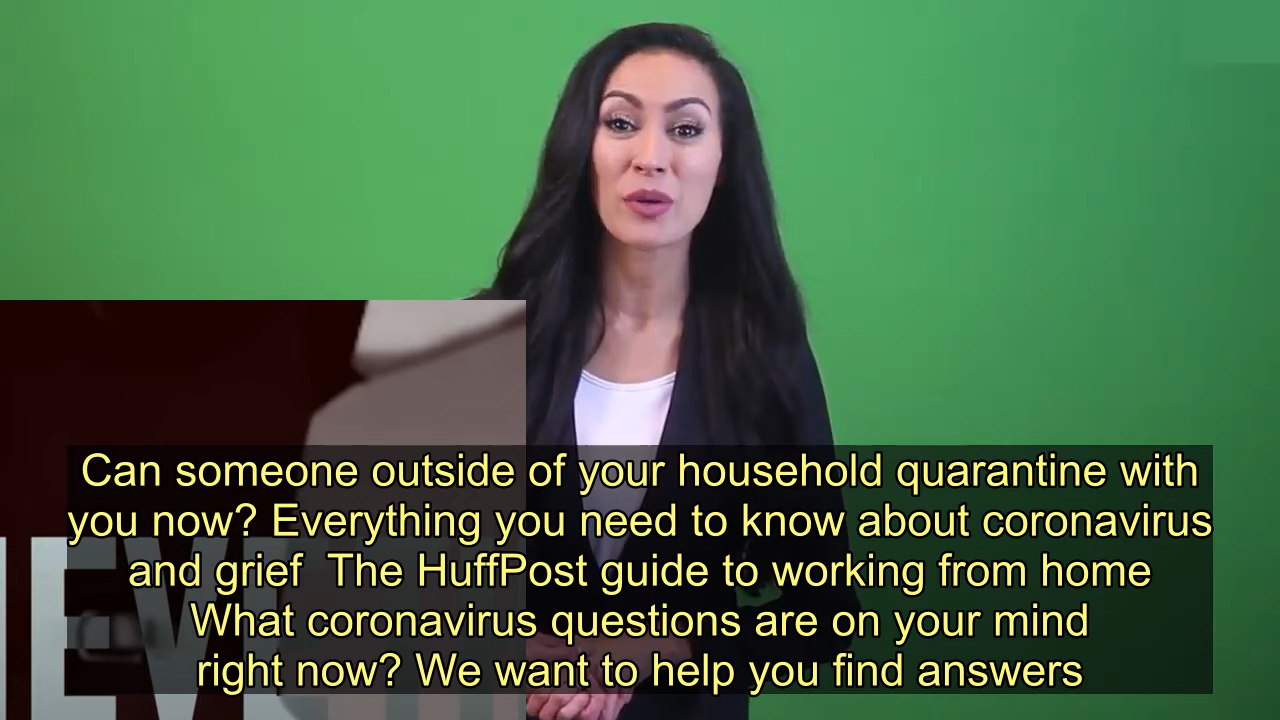 Can someone outside of your household quarantine with
you now? Everything you need to know about coronavirus
and grief  The HuffPost guide to working from home
What coronavirus questions are on your mind
right now? We want to help you find answers